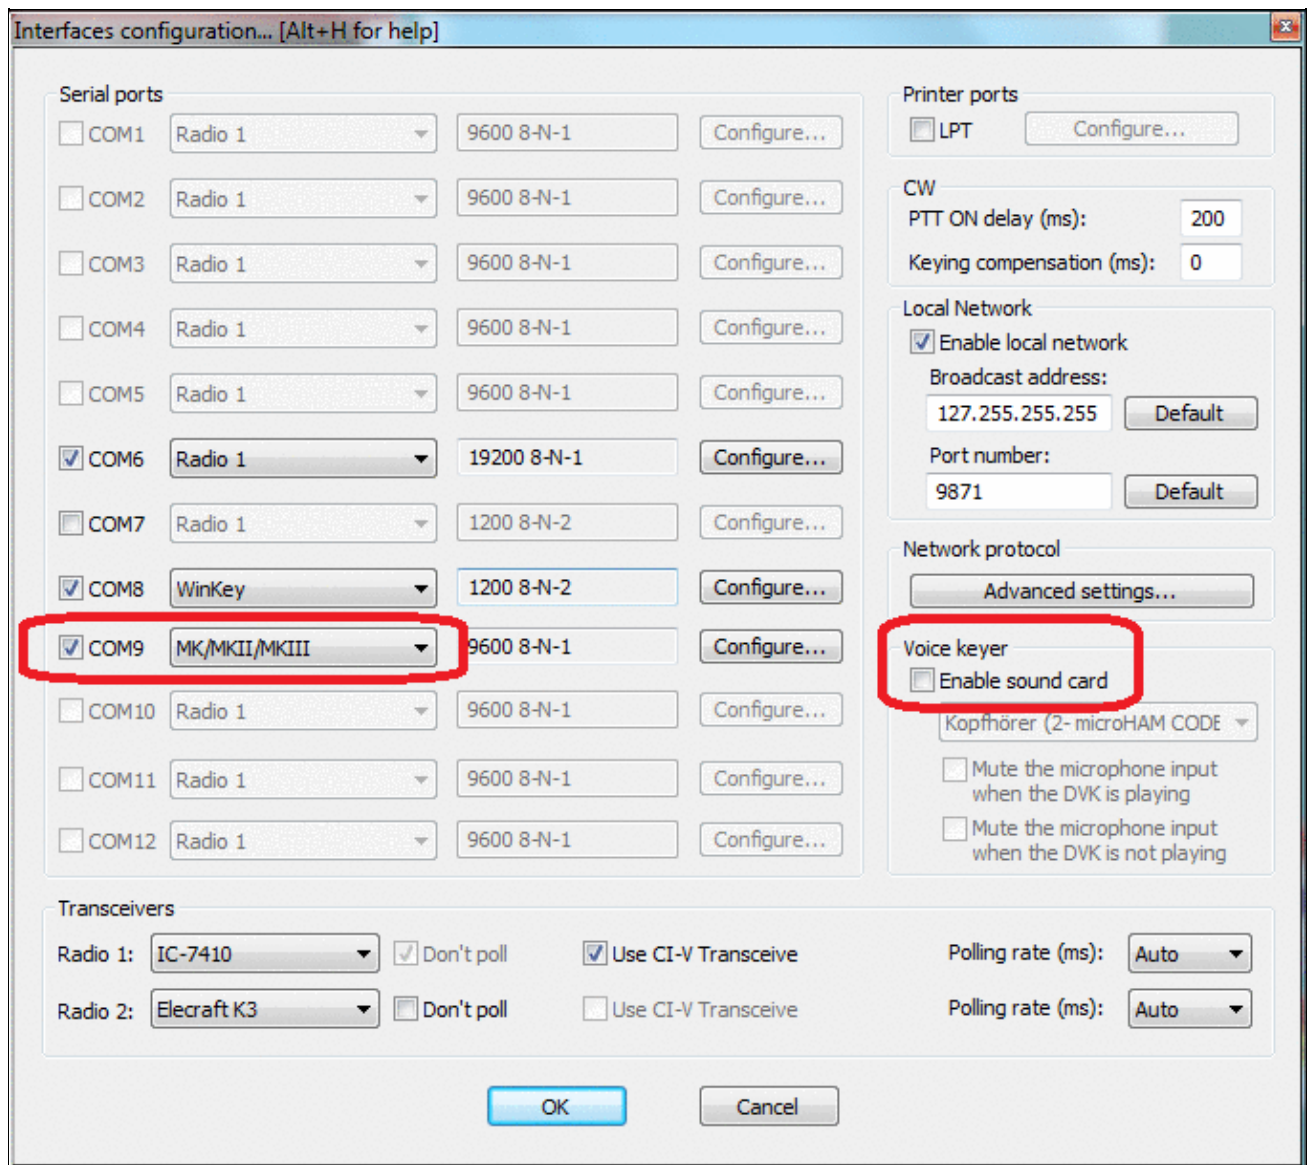 Interfaces configuration... [Alt+H for help]
Serial ports
COM1 Radio 1 9600 8-N-1 Configure...
COM2 Radio 1 9600 8-N-1 Configure...
COM3 Radio 1 9600 8-N-1 Configure...
COM4 Radio 1 9600 8-N-1 Configure...
COM5 Radio 1 9600 8-N-1 Configure...
COM6 Radio 1 19200 8-N-1 Configure...
COM7 Radio 1 1200 8-N-2 Configure...
COM8 WinKey 1200 8-N-2 Configure...
COM9 MK/MKII/MKIII 9600 8-N-1 Configure...
COM10 Radio 1 9600 8-N-1 Configure...
COM11 Radio 1 9600 8-N-1 Configure...
COM12 Radio 1 9600 8-N-1 Configure...
Printer ports
LPT Configure...
CW
PTT ON delay (ms): 200
Keying compensation (ms): 0
Local Network
Enable local network
Broadcast address:
127.255.255.255 Default
Port number:
9871 Default
Network protocol
Advanced settings...
Voice keyer
Enable sound card
Kopfhörer (2- microHAM CODE
Mute the microphone input
when the DVK is playing
Mute the microphone input
when the DVK is not playing
Transceivers
Radio 1: IC-7410 Don't poll Use CI-V Transceive Polling rate (ms): Auto
Radio 2: Elecraft K3 Don't poll Use CI-V Transceive Polling rate (ms): Auto
OK Cancel